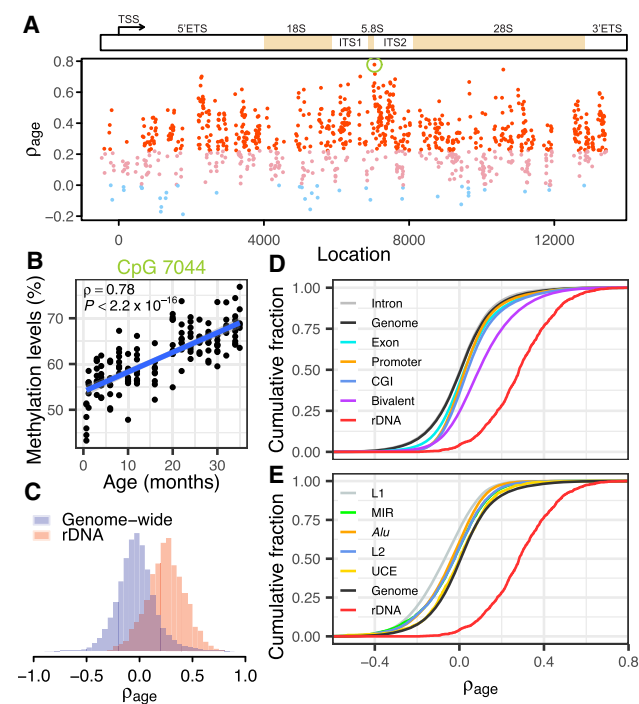 A
TSS
5'ETS
18S
5.8S
28S
3'ETS
ITS1
ITS2
ρage
0.8
0.6
0.4
0.2
0.0
−0.2
0
4000
8000
12000
Location
B
CpG 7044
ρ = 0.78
P < 2.2 x 10⁻¹⁶
Methylation levels (%)
70
60
50
0
10
20
30
Age (months)
C
Genome−wide
rDNA
−1.0
−0.5
0.0
0.5
1.0
ρage
D
Cumulative fraction
1.00
0.75
0.50
0.25
0.00
Intron
Genome
Exon
Promoter
CGI
Bivalent
rDNA
E
Cumulative fraction
1.00
0.75
0.50
0.25
0.00
L1
MIR
Alu
L2
UCE
Genome
rDNA
−0.4
0.0
0.4
0.8
ρage